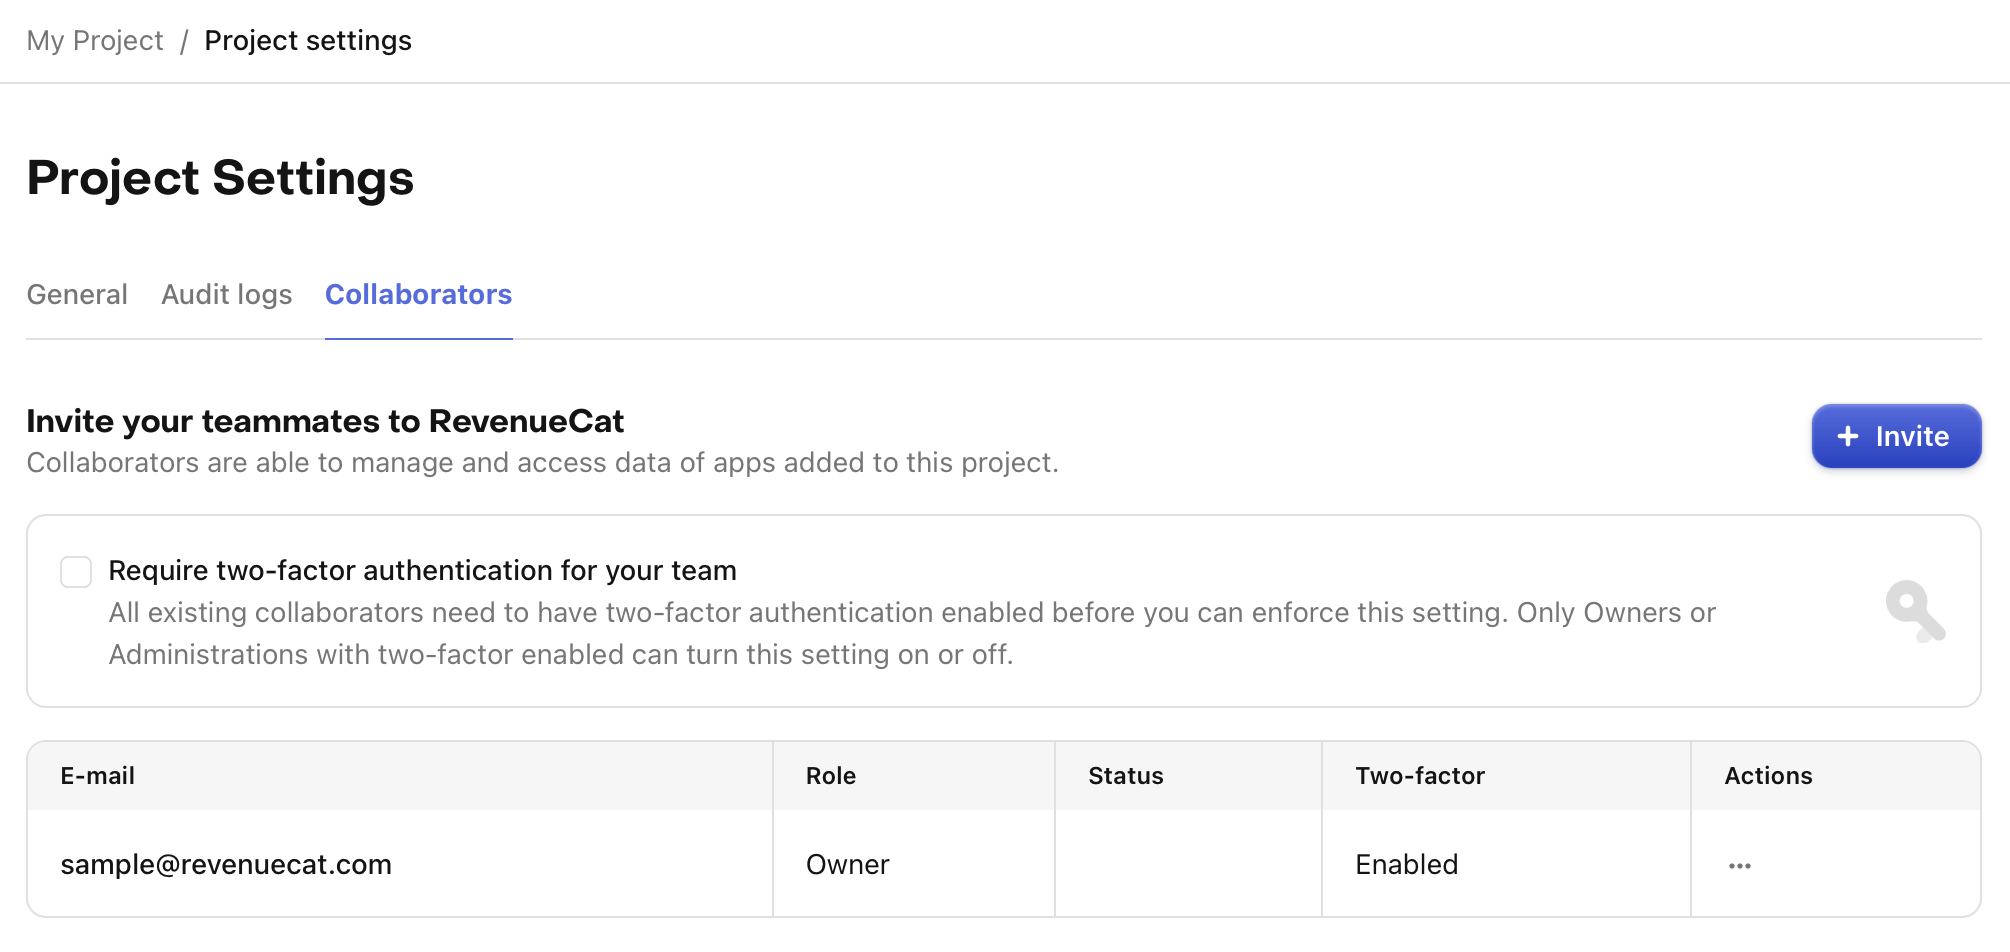 My Project / Project settings
Project Settings
General Audit logs Collaborators
Invite your teammates to RevenueCat
Collaborators are able to manage and access data of apps added to this project.
+ Invite
Require two-factor authentication for your team
All existing collaborators need to have two-factor authentication enabled before you can enforce this setting. Only Owners or
Administrations with two-factor enabled can turn this setting on or off.
E-mail Role Status Two-factor Actions
sample@revenuecat.com Owner Enabled ...